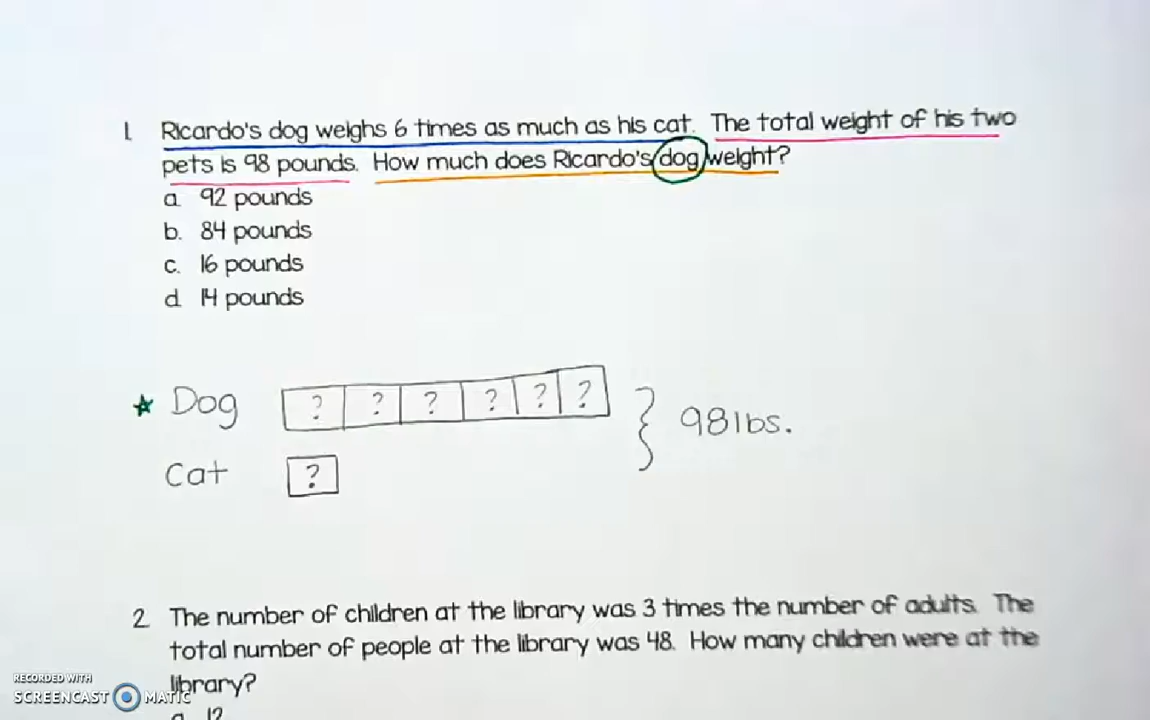 1. Ricardo's dog weighs 6 times as much as his cat. The total weight of his two
pets is 98 pounds. How much does Ricardo's dog weight?
a. 92 pounds
b. 84 pounds
c. 16 pounds
d. 14 pounds
Dog ? ? ? ? ? ? } 98 lbs.
Cat ?
2. The number of children at the library was 3 times the number of adults. The
total number of people at the library was 48. How many children were at the
library?
a. 12
RECORDED WITH
SCREENCAST MATIC